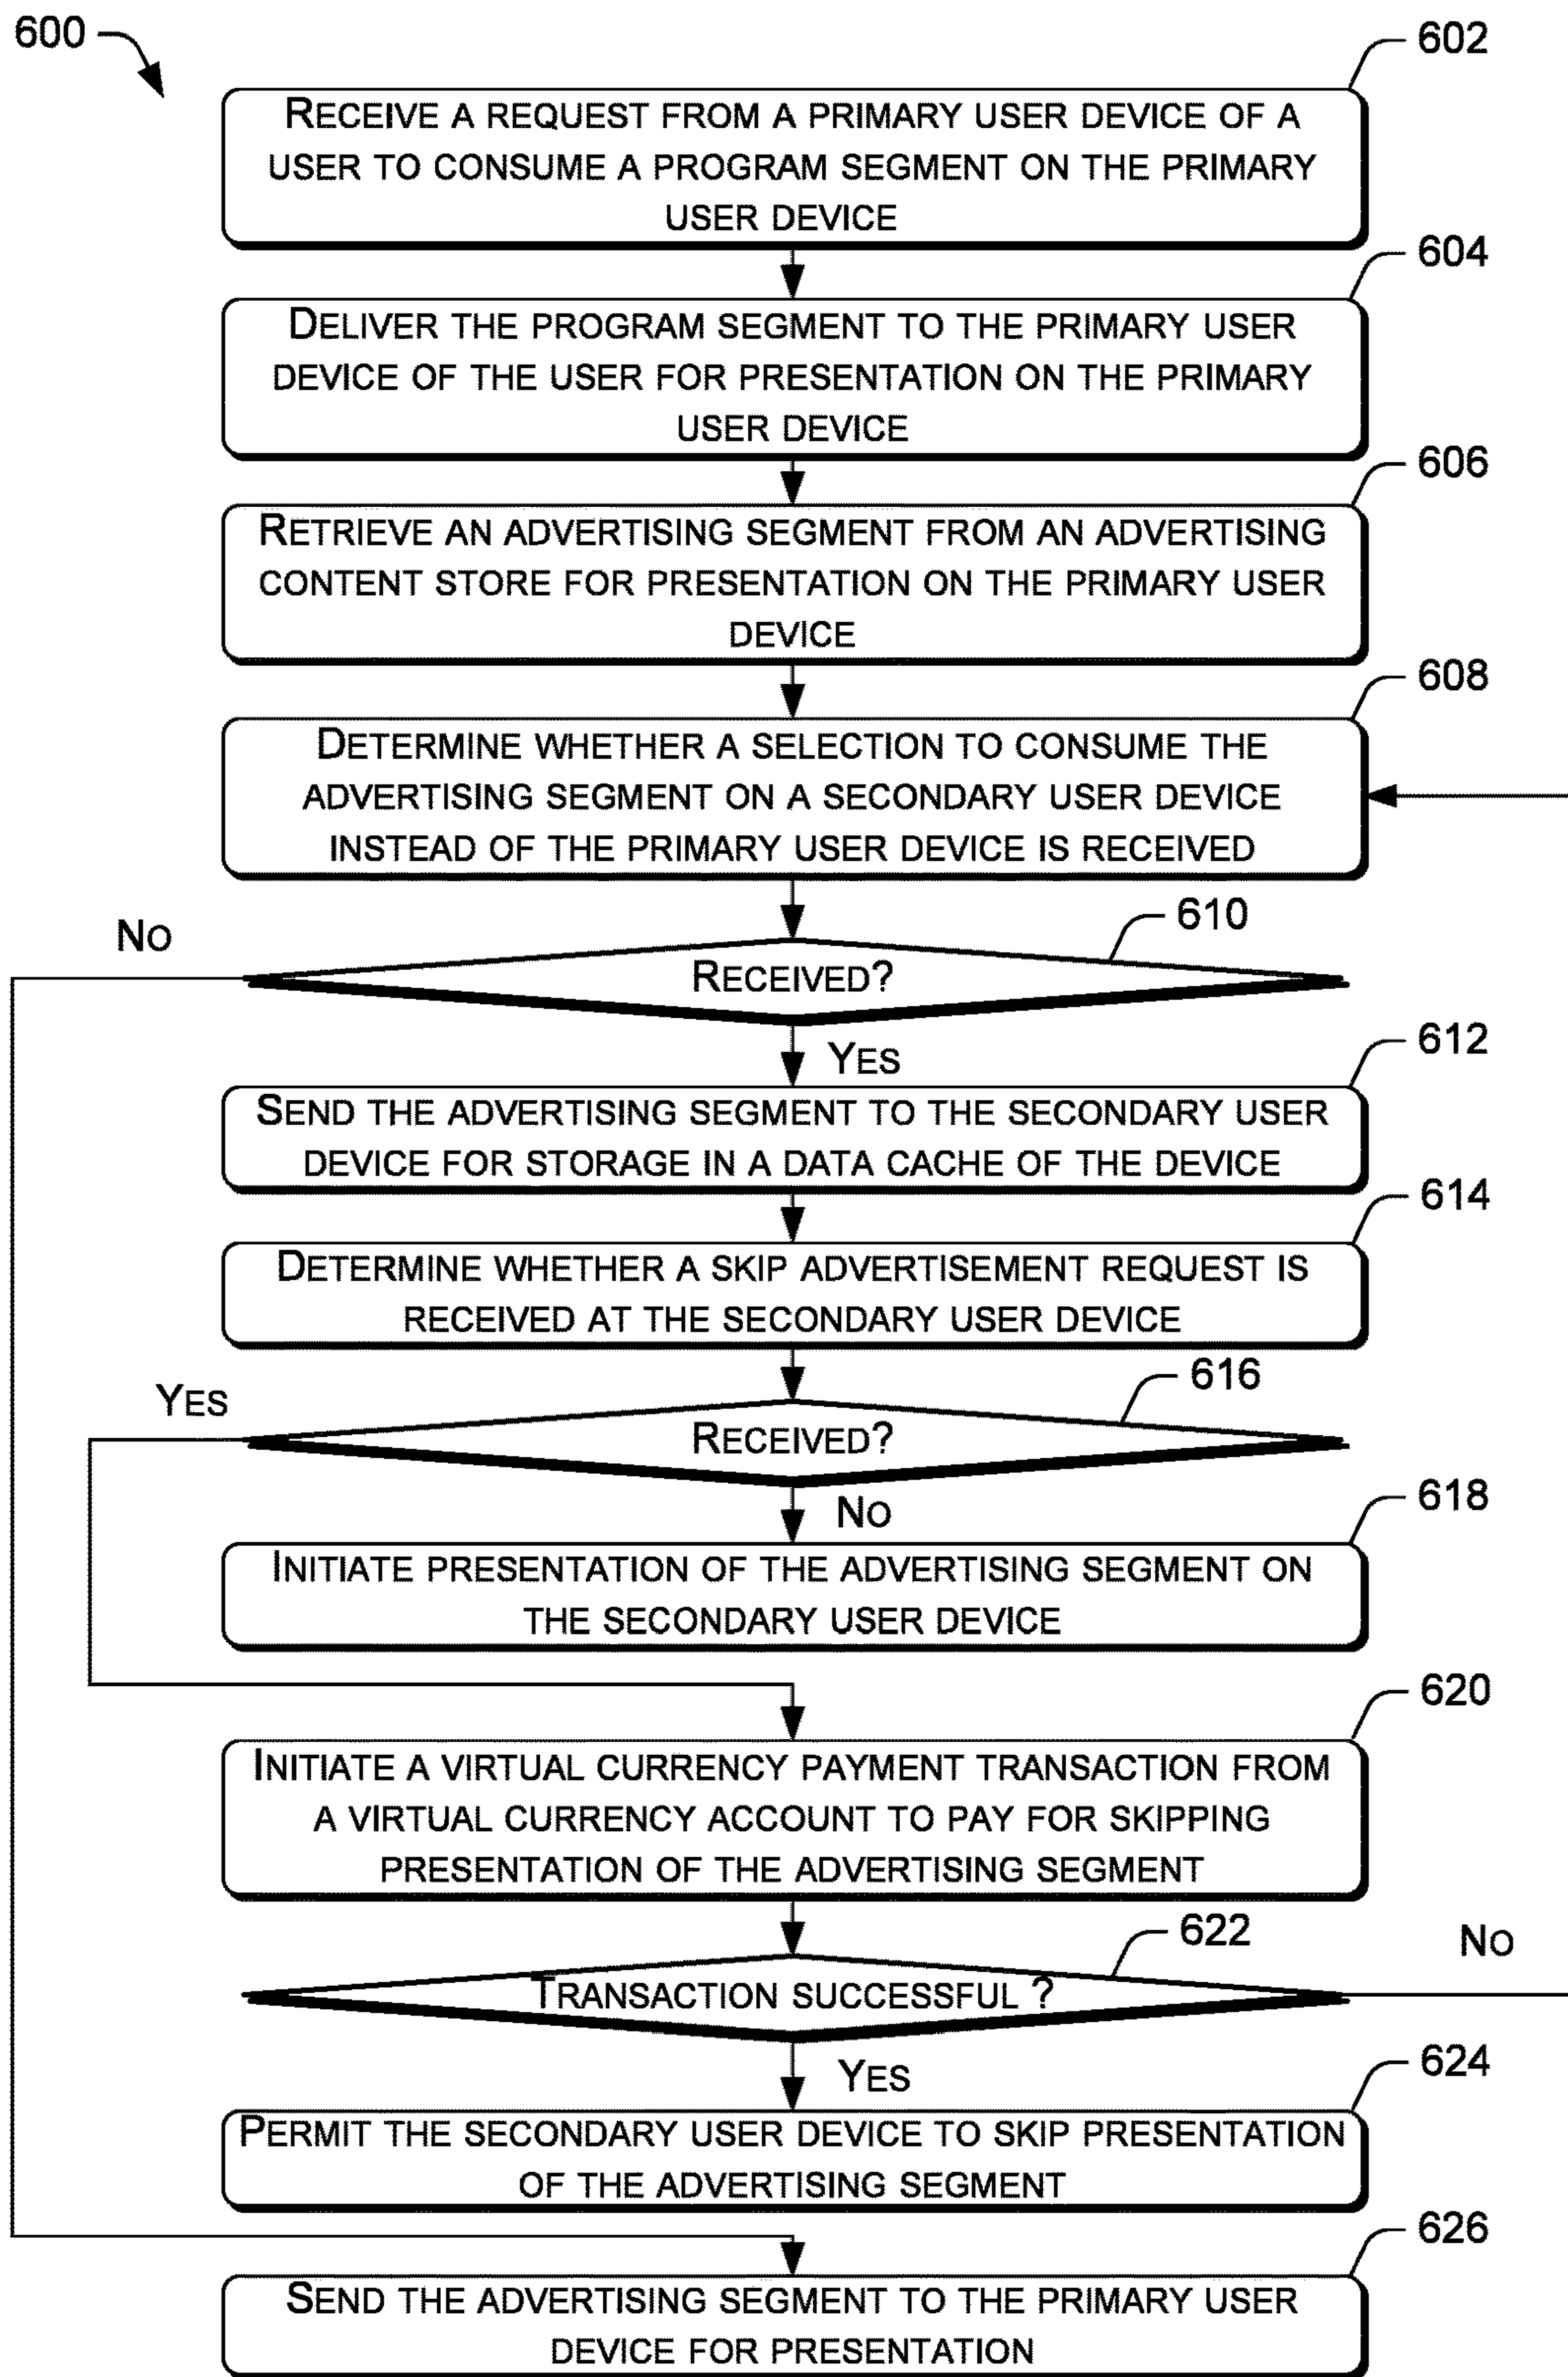 600
602
RECEIVE A REQUEST FROM A PRIMARY USER DEVICE OF A
USER TO CONSUME A PROGRAM SEGMENT ON THE PRIMARY
USER DEVICE
604
DELIVER THE PROGRAM SEGMENT TO THE PRIMARY USER
DEVICE OF THE USER FOR PRESENTATION ON THE PRIMARY
USER DEVICE
606
RETRIEVE AN ADVERTISING SEGMENT FROM AN ADVERTISING
CONTENT STORE FOR PRESENTATION ON THE PRIMARY USER
DEVICE
608
DETERMINE WHETHER A SELECTION TO CONSUME THE
ADVERTISING SEGMENT ON A SECONDARY USER DEVICE
INSTEAD OF THE PRIMARY USER DEVICE IS RECEIVED
610
NO
RECEIVED?
YES
612
SEND THE ADVERTISING SEGMENT TO THE SECONDARY USER
DEVICE FOR STORAGE IN A DATA CACHE OF THE DEVICE
614
DETERMINE WHETHER A SKIP ADVERTISEMENT REQUEST IS
RECEIVED AT THE SECONDARY USER DEVICE
616
YES
RECEIVED?
NO
618
INITIATE PRESENTATION OF THE ADVERTISING SEGMENT ON
THE SECONDARY USER DEVICE
620
INITIATE A VIRTUAL CURRENCY PAYMENT TRANSACTION FROM
A VIRTUAL CURRENCY ACCOUNT TO PAY FOR SKIPPING
PRESENTATION OF THE ADVERTISING SEGMENT
622
NO
TRANSACTION SUCCESSFUL ?
YES
624
PERMIT THE SECONDARY USER DEVICE TO SKIP PRESENTATION
OF THE ADVERTISING SEGMENT
626
SEND THE ADVERTISING SEGMENT TO THE PRIMARY USER
DEVICE FOR PRESENTATION